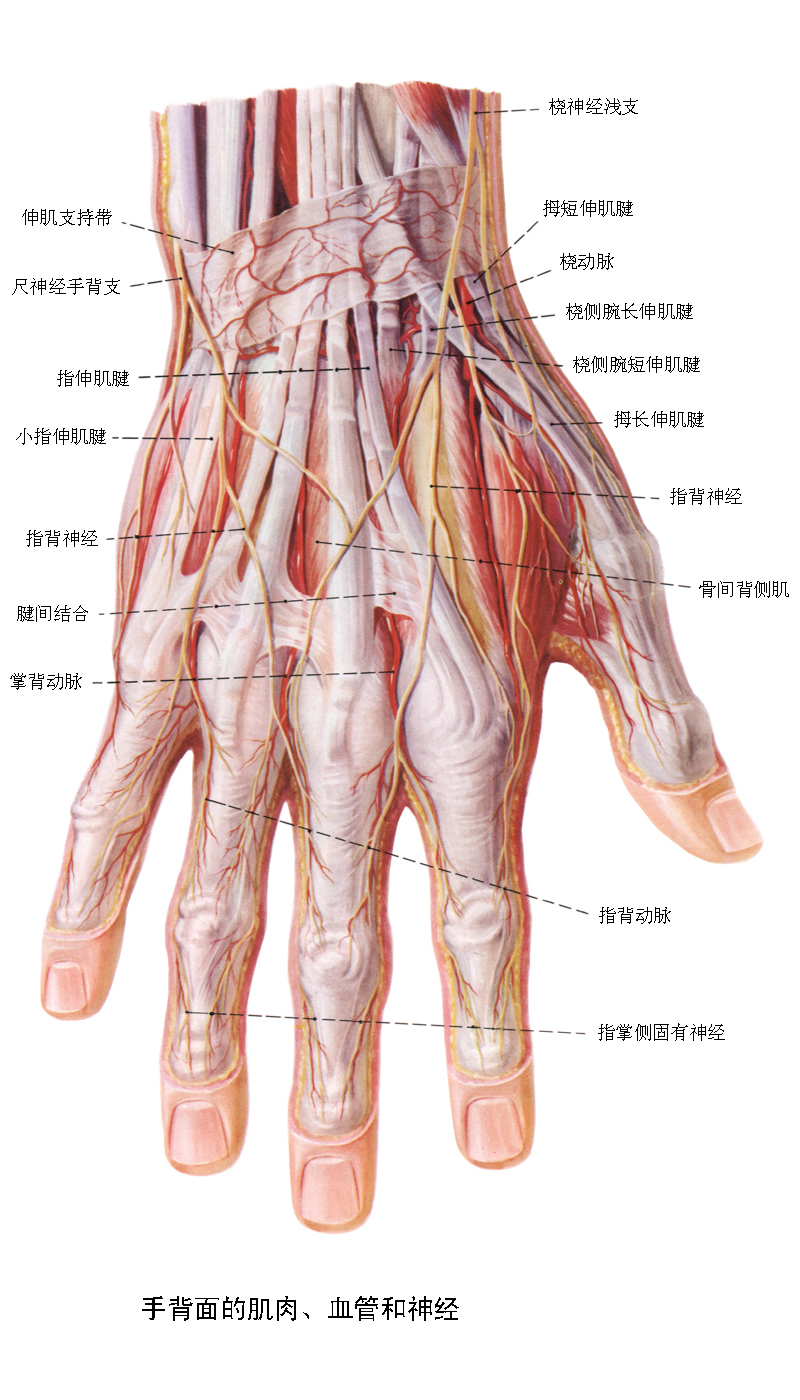 桡神经浅支
拇短伸肌腱
伸肌支持带
桡动脉
尺神经手背支
桡侧腕长伸肌腱
桡侧腕短伸肌腱
指伸肌腱
拇长伸肌腱
小指伸肌腱
指背神经
指背神经
骨间背侧肌
腱间结合
掌背动脉
指背动脉
指掌侧固有神经
手背面的肌肉、血管和神经